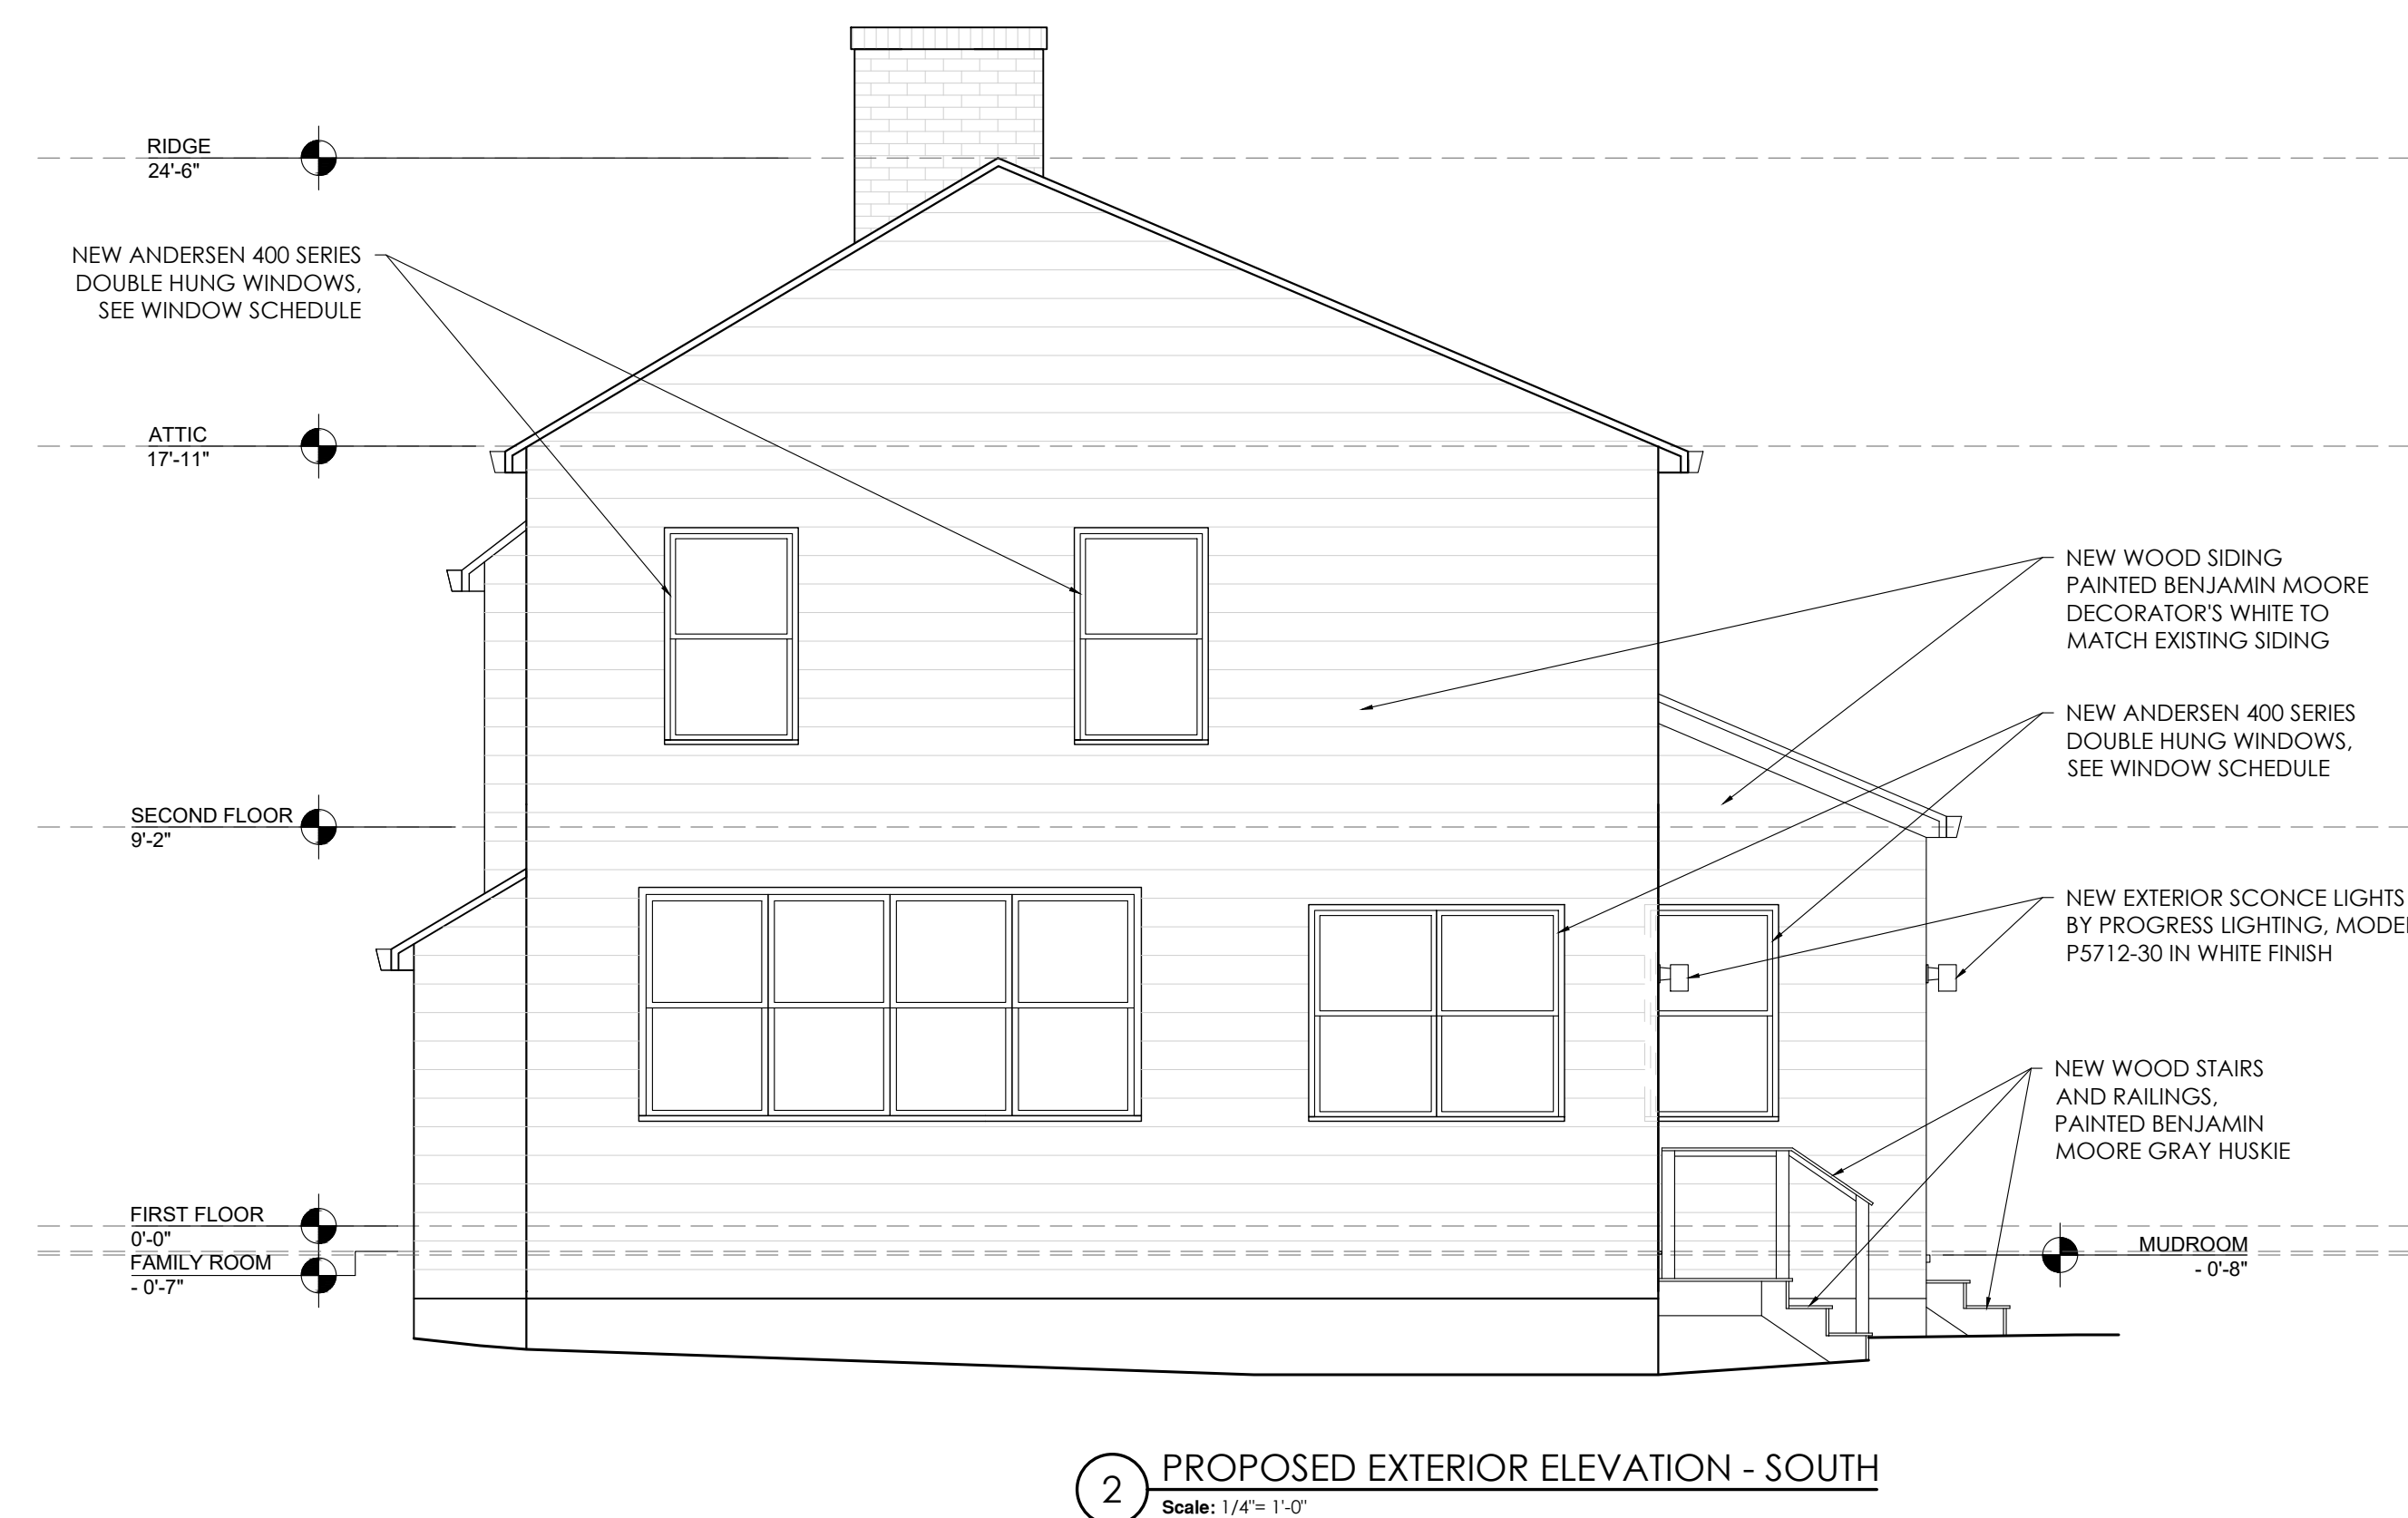 RIDGE
24'-6"
NEW ANDERSEN 400 SERIES
DOUBLE HUNG WINDOWS,
SEE WINDOW SCHEDULE
ATTIC
17'-11"
NEW WOOD SIDING
PAINTED BENJAMIN MOORE
DECORATOR'S WHITE TO
MATCH EXISTING SIDING
NEW ANDERSEN 400 SERIES
DOUBLE HUNG WINDOWS,
SEE WINDOW SCHEDULE
SECOND FLOOR
9'-2"
NEW EXTERIOR SCONCE LIGHTS
BY PROGRESS LIGHTING, MODEL
P5712-30 IN WHITE FINISH
NEW WOOD STAIRS
AND RAILINGS,
PAINTED BENJAMIN
MOORE GRAY HUSKIE
FIRST FLOOR
0'-0"
FAMILY ROOM
- 0'-7"
MUDROOM
- 0'-8"
2
PROPOSED EXTERIOR ELEVATION - SOUTH
Scale: 1/4"= 1'-0"